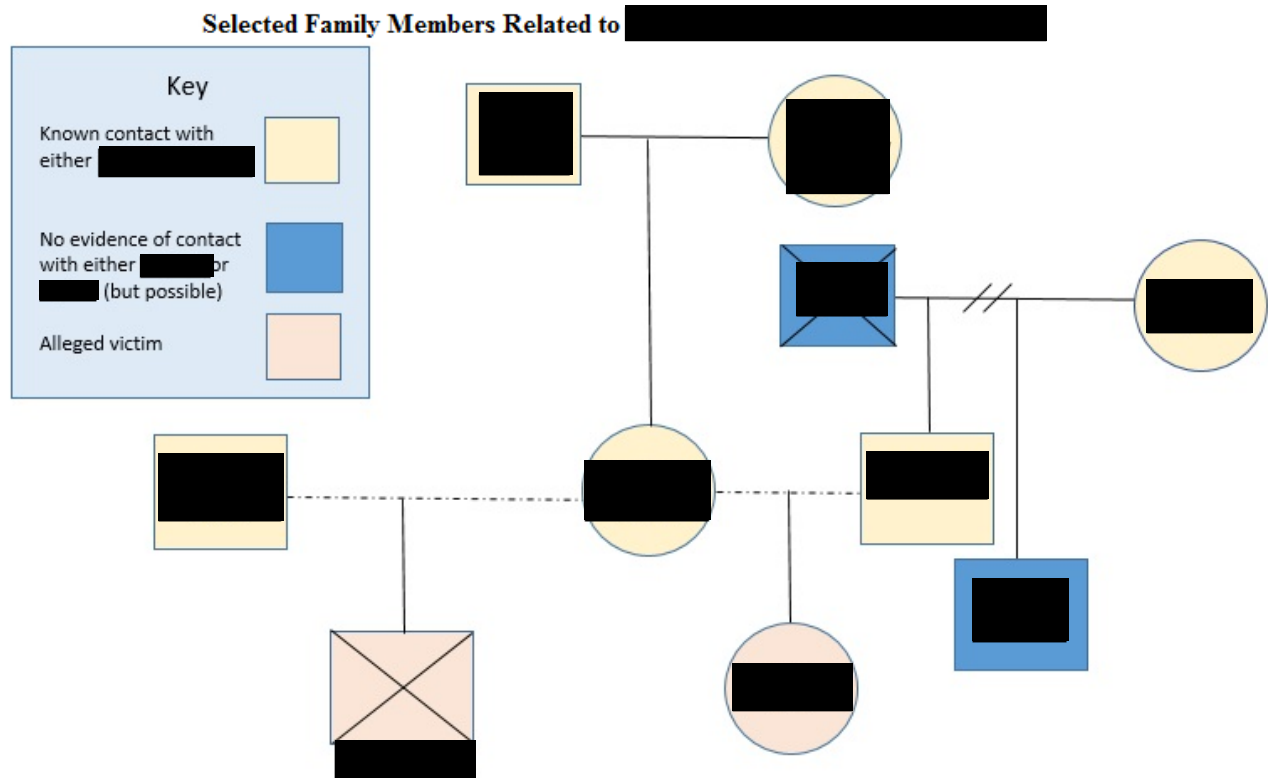 Selected Family Members Related to
Key
Known contact with
either
No evidence of contact
with either or
(but possible)
Alleged victim